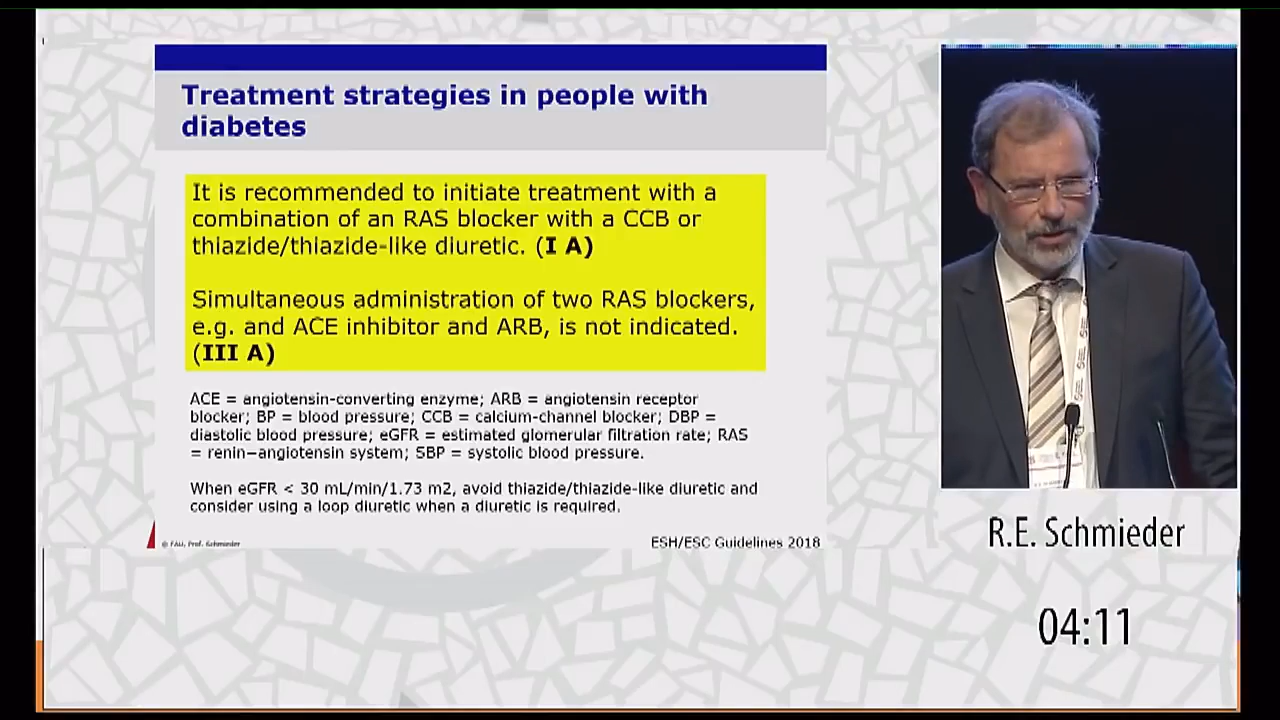 Treatment strategies in people with
diabetes
It is recommended to initiate treatment with a
combination of an RAS blocker with a CCB or
thiazide/thiazide-like diuretic. (I A)
Simultaneous administration of two RAS blockers,
e.g. and ACE inhibitor and ARB, is not indicated.
(III A)
ACE = angiotensin-converting enzyme; ARB = angiotensin receptor
blocker; BP = blood pressure; CCB = calcium-channel blocker; DBP =
diastolic blood pressure; eGFR = estimated glomerular filtration rate; RAS
= renin–angiotensin system; SBP = systolic blood pressure.
When eGFR < 30 mL/min/1.73 m2, avoid thiazide/thiazide-like diuretic and
consider using a loop diuretic when a diuretic is required.
© FAU, Prof. Schmieder
ESH/ESC Guidelines 2018
R.E. Schmieder
04:11